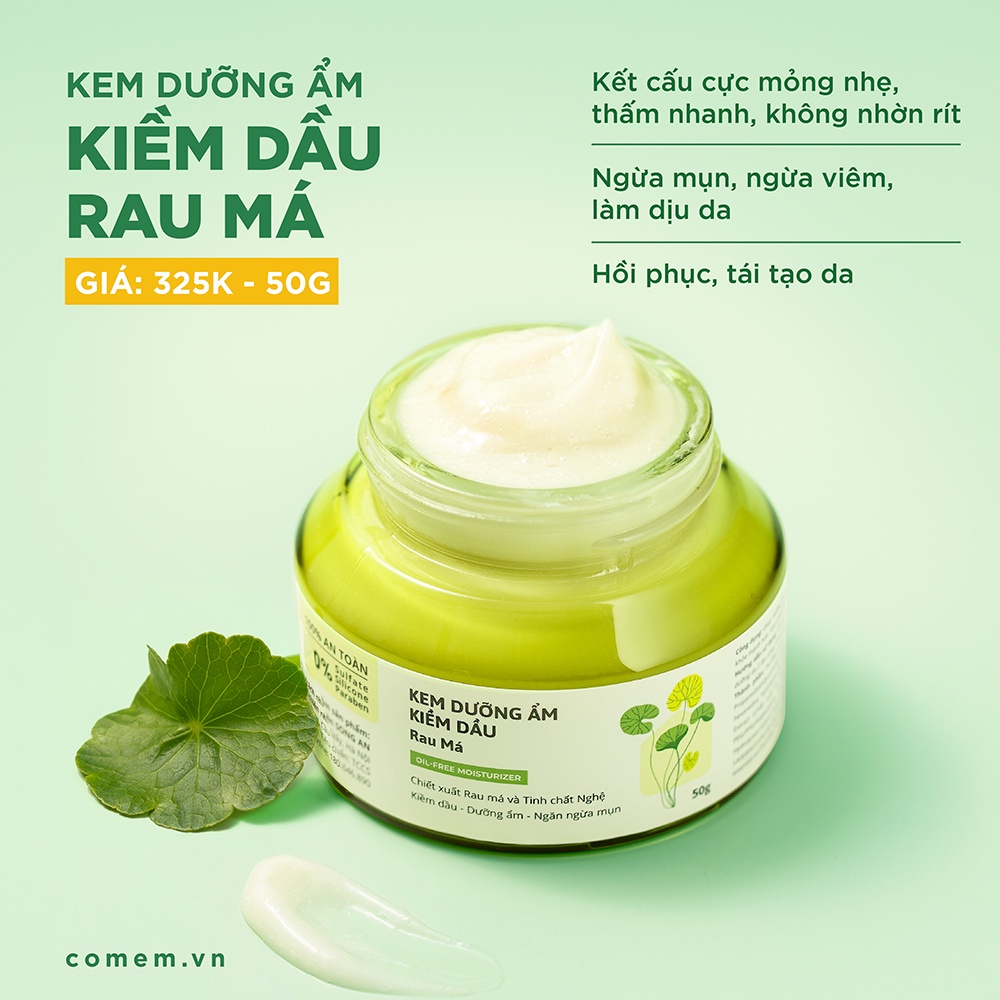 KEM DƯỠNG ẨM
KIỀM DẦU
RAU MÁ
GIÁ: 325K - 50G
Kết cấu cực mỏng nhẹ,
thấm nhanh, không nhờn rít
Ngừa mụn, ngừa viêm,
làm dịu da
Hồi phục, tái tạo da
100% AN TOÀN
0%
Sulfate
Silicone
Paraben
KEM DƯỠNG ẨM
KIỀM DẦU
Rau Má
OIL-FREE MOISTURIZER
Chiết xuất Rau má và Tinh chất Nghệ
Kiềm dầu - Dưỡng ẩm - Ngăn ngừa mụn
50g
Công dụng
comem.vn